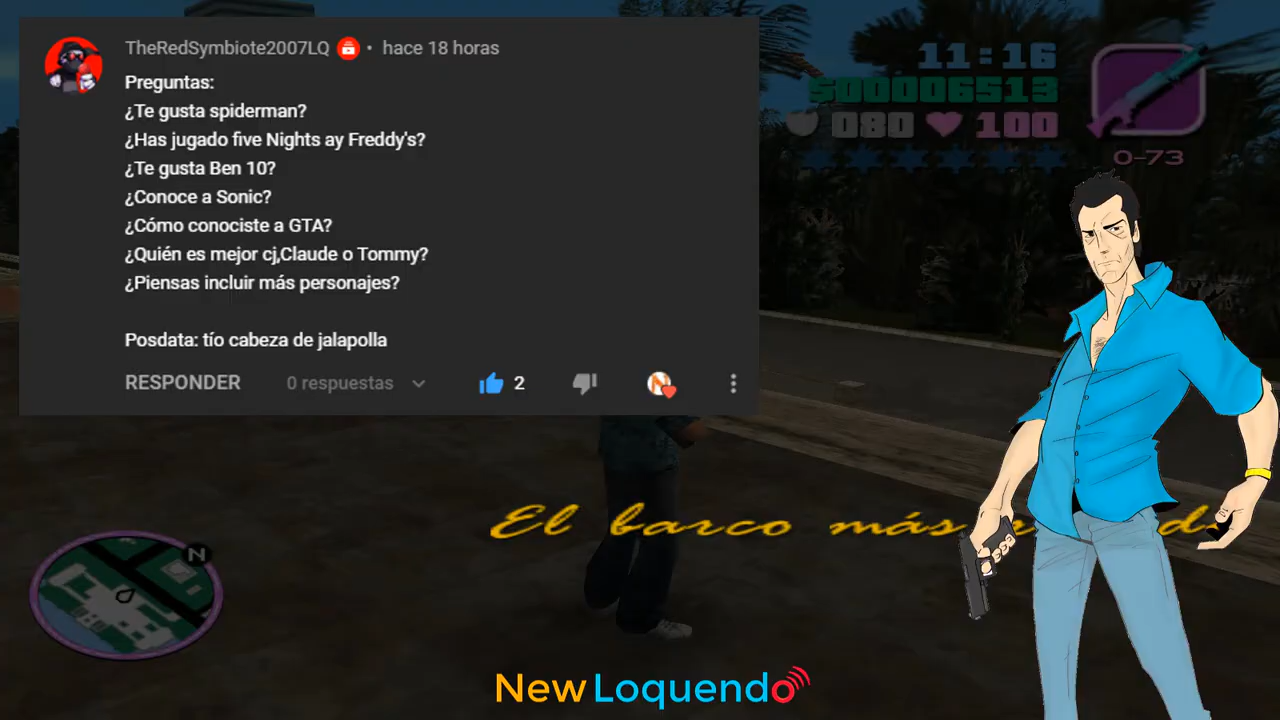 TheRedSymbiote2007LQ • hace 18 horas
Preguntas:
¿Te gusta spiderman?
¿Has jugado five Nights ay Freddy's?
¿Te gusta Ben 10?
¿Conoce a Sonic?
¿Cómo conociste a GTA?
¿Quién es mejor cj,Claude o Tommy?
¿Piensas incluir más personajes?
Posdata: tío cabeza de jalapolla
RESPONDER 0 respuestas 2
11:16
$00006513
080 100
0-73
El barco más
N
NewLoquendo